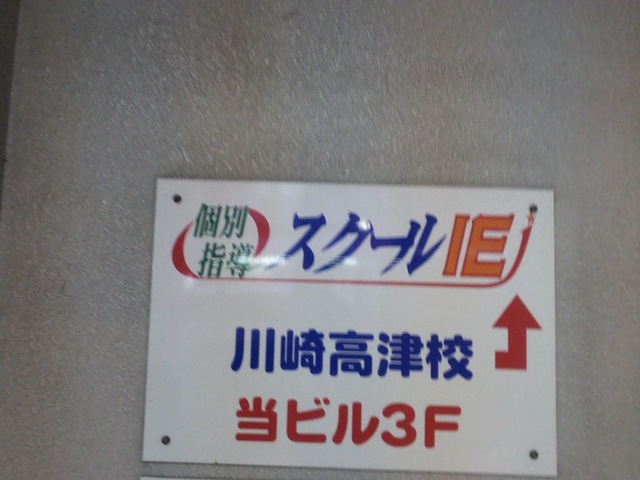 個別
指導
スクールIE
川崎高津校
当ビル3F